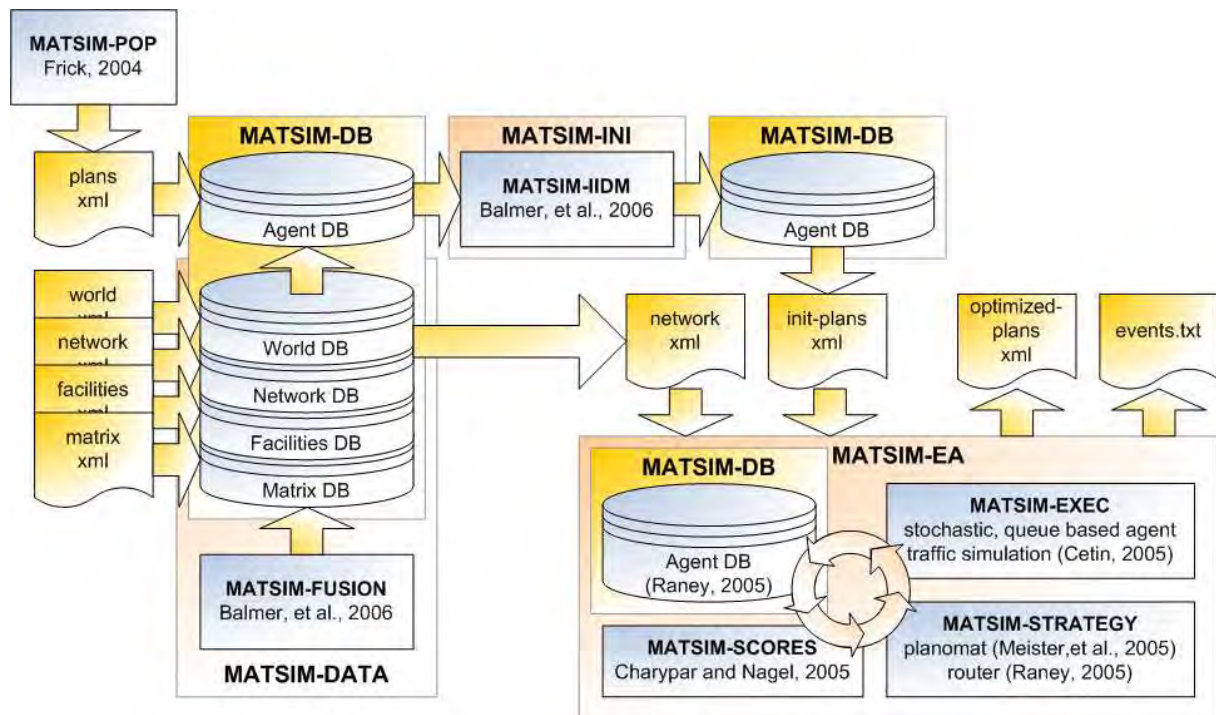 MATSIM-POP
Frick, 2004
MATSIM-DB
MATSIM-INI
MATSIM-DB
plans
xml
Agent DB
MATSIM-IIDM
Balmer, et al., 2006
Agent DB
world
xml
network
xml
facilities
xml
matrix
xml
World DB
Network DB
Facilities DB
Matrix DB
network
xml
init-plans
xml
optimized-
plans
xml
events.txt
MATSIM-FUSION
Balmer, et al., 2006
MATSIM-DATA
MATSIM-EA
MATSIM-DB
Agent DB
(Raney, 2005)
MATSIM-EXEC
stochastic, queue based agent
traffic simulation (Cetin, 2005)
MATSIM-SCORES
Charypar and Nagel, 2005
MATSIM-STRATEGY
planomat (Meister,et al., 2005)
router (Raney, 2005)